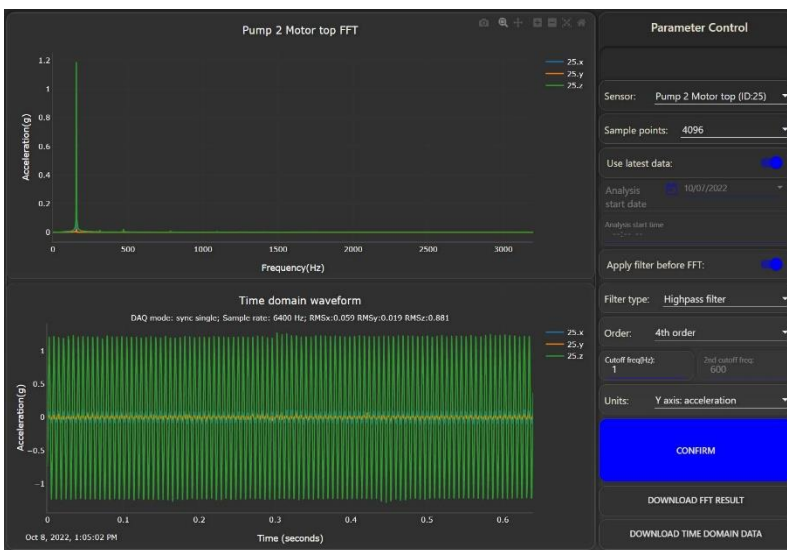 Pump 2 Motor top FFT
25.x
25.y
25.z
1.2
1
0.8
0.6
0.4
0.2
0
Acceleration(g)
0 500 1000 1500 2000 2500 3000
Frequency(Hz)
Time domain waveform
DAQ mode: sync single; Sample rate: 6400 Hz; RMSx:0.059 RMSy:0.019 RMSz:0.881
25.x
25.y
25.z
1
0.5
0
−0.5
−1
Acceleration(g)
0 0.1 0.2 0.3 0.4 0.5 0.6
Oct 8, 2022, 1:05:02 PM
Time (seconds)
Parameter Control
Sensor: Pump 2 Motor top (ID:25)
Sample points: 4096
Use latest data:
Analysis
start date
10/07/2022
Analysis start time
--:-- --
Apply filter before FFT:
Filter type: Highpass filter
Order: 4th order
Cutoff freq(Hz):
1
2nd cutoff freq:
600
Units: Y axis: acceleration
CONFIRM
DOWNLOAD FFT RESULT
DOWNLOAD TIME DOMAIN DATA